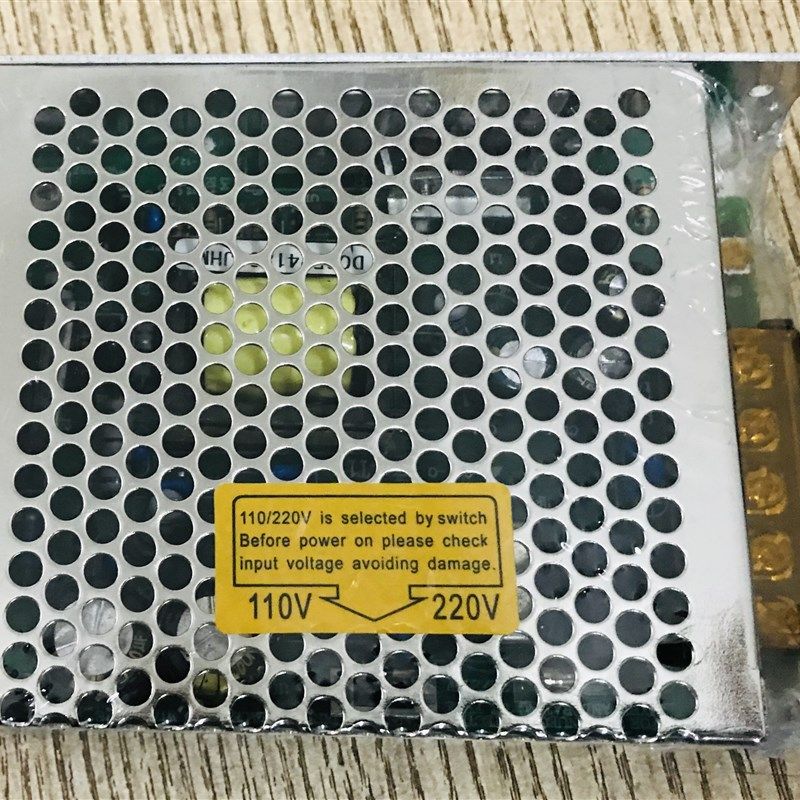 110/220V is selected by switch
Before power on please check
input voltage avoiding damage.
110V 220V